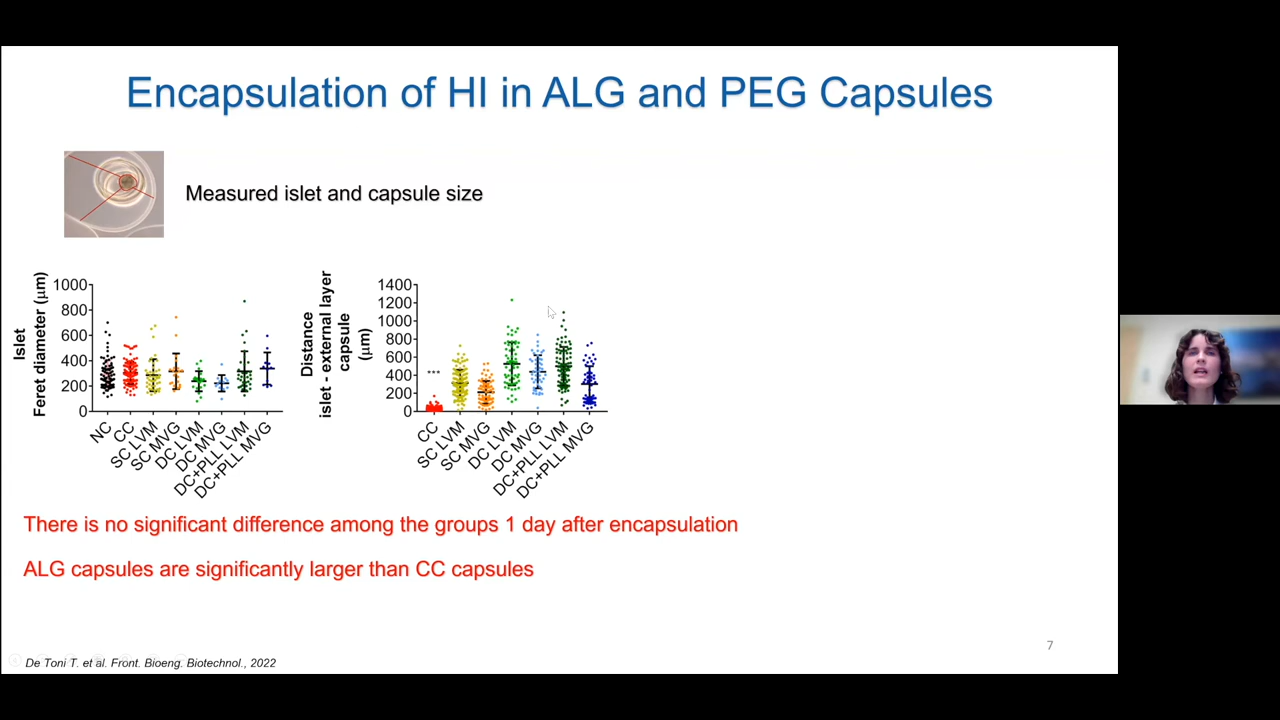 Encapsulation of HI in ALG and PEG Capsules
Measured islet and capsule size
Islet
Feret diameter (μm)
1000
800
600
400
200
0
NC
CC
SC LVM
SC MVG
DC LVM
DC MVG
DC+PLL LVM
DC+PLL MVG
Distance
islet - external layer
capsule
(μm)
1400
1200
1000
800
600
400
200
0
***
CC
SC LVM
SC MVG
DC LVM
DC MVG
DC+PLL LVM
DC+PLL MVG
There is no significant difference among the groups 1 day after encapsulation
ALG capsules are significantly larger than CC capsules
7
De Toni T. et al. Front. Bioeng. Biotechnol., 2022